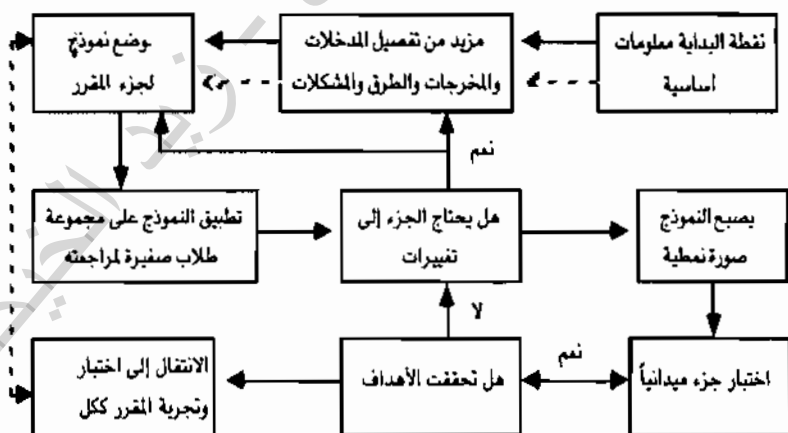 نقطة البداية معلومات
أساسية
مزيد من تفصيل المدخلات
والمخرجات والطرق والمشكلات
وضع نموذج
لجزء المقرر
نعم
تطبيق النموذج على مجموعة
طلاب صغيرة لمراجعته
هل يحتاج الجزء إلى
تغييرات
يصبح النموذج
صورة نمطية
لا
نعم
اختبار جزء ميدانياً
هل تحققت الأهداف
الانتقال إلى اختبار
وتجربة المقرر ككل